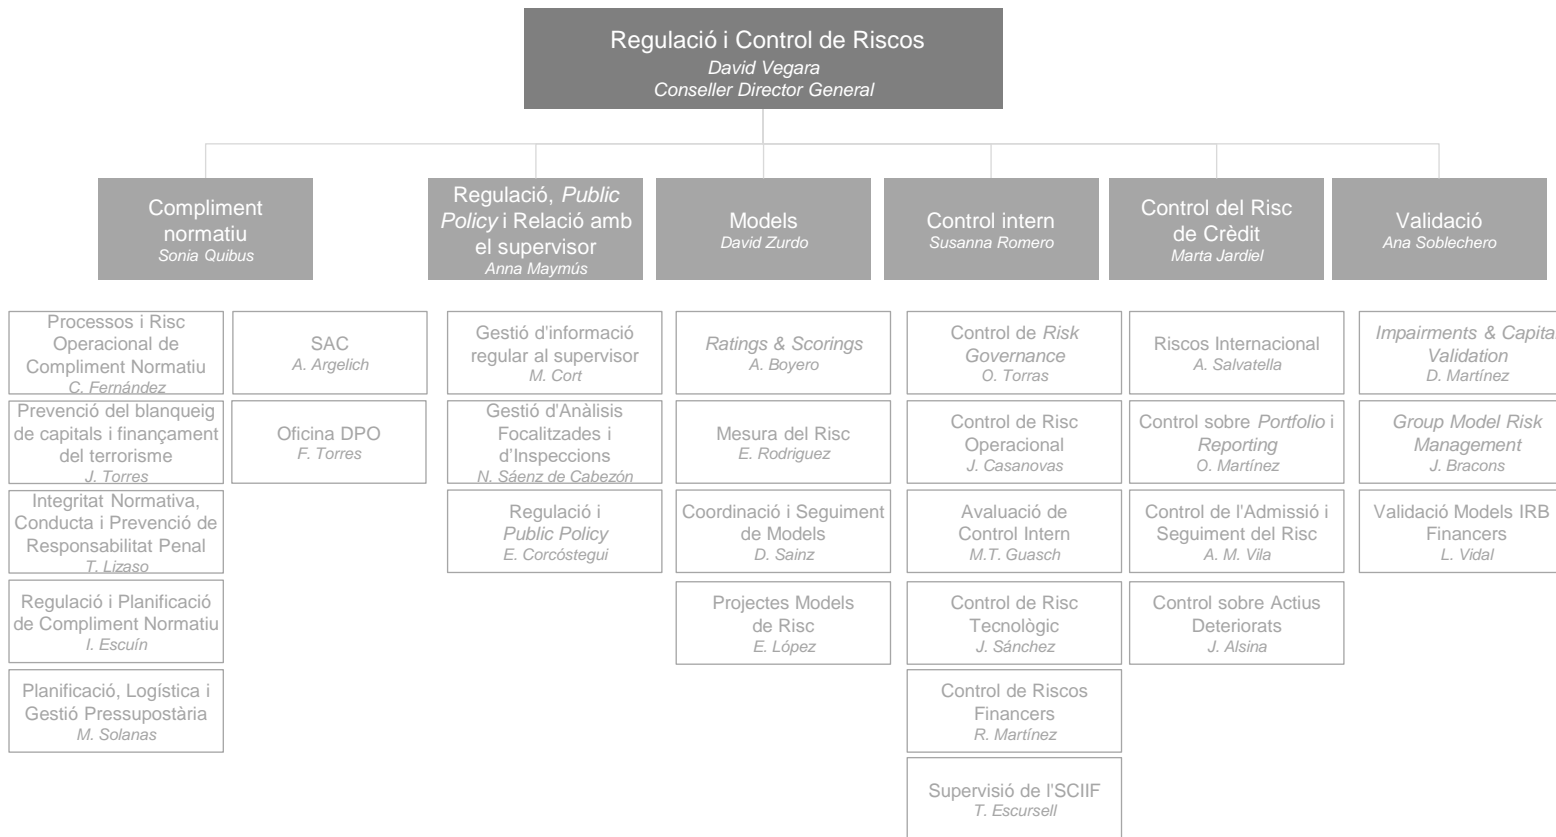 Regulació i Control de Riscos
David Vegara
Conseller Director General
Compliment
normatiu
Sonia Quibus
Regulació, Public
Policy i Relació amb
el supervisor
Anna Maymús
Models
David Zurdo
Control intern
Susanna Romero
Control del Risc
de Crèdit
Marta Jardiel
Validació
Ana Soblechero
Processos i Risc
Operacional de
Compliment Normatiu
C. Fernández
SAC
A. Argelich
Gestió d'informació
regular al supervisor
M. Cort
Ratings & Scorings
A. Boyero
Control de Risk
Governance
O. Torras
Riscos Internacional
A. Salvatella
Impairments & Capital
Validation
D. Martínez
Prevenció del blanqueig
de capitals i finançament
del terrorisme
J. Torres
Oficina DPO
F. Torres
Gestió d'Anàlisis
Focalitzades i
d’Inspeccions
N. Sáenz de Cabezón
Mesura del Risc
E. Rodriguez
Control de Risc
Operacional
J. Casanovas
Control sobre Portfolio i
Reporting
O. Martínez
Group Model Risk
Management
J. Bracons
Integritat Normativa,
Conducta i Prevenció de
Responsabilitat Penal
T. Lizaso
Regulació i
Public Policy
E. Corcóstegui
Coordinació i Seguiment
de Models
D. Sainz
Avaluació de
Control Intern
M.T. Guasch
Control de l'Admissió i
Seguiment del Risc
A. M. Vila
Validació Models IRB
Financers
L. Vidal
Regulació i Planificació
de Compliment Normatiu
I. Escuín
Projectes Models
de Risc
E. López
Control de Risc
Tecnològic
J. Sánchez
Control sobre Actius
Deteriorats
J. Alsina
Planificació, Logística i
Gestió Pressupostària
M. Solanas
Control de Riscos
Financers
R. Martínez
Supervisió de l'SCIIF
T. Escursell